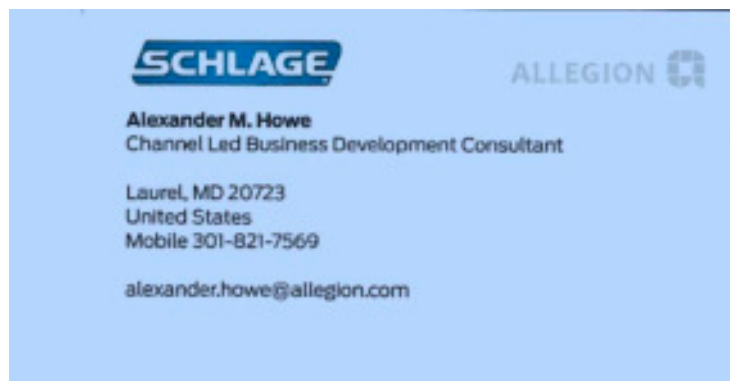 SCHLAGE
ALLEGION
Alexander M. Howe
Channel Led Business Development Consultant
Laurel, MD 20723
United States
Mobile 301-821-7569
alexander.howe@allegion.com